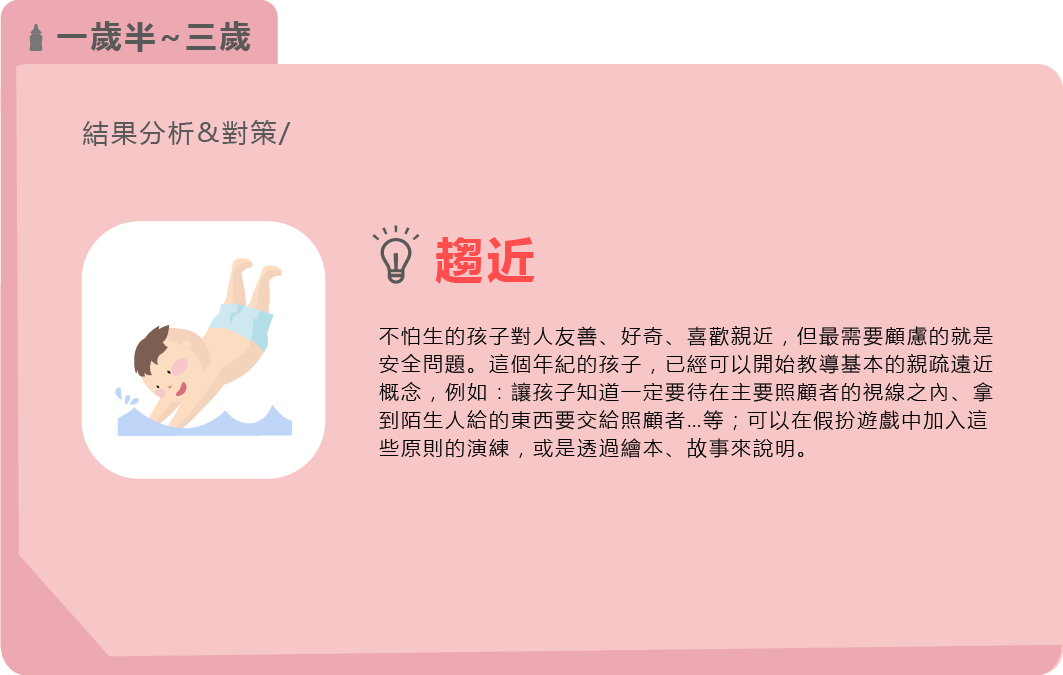 一歲半~三歲
結果分析&對策/
趨近
不怕生的孩子對人友善、好奇、喜歡親近，但最需要顧慮的就是
安全問題。這個年紀的孩子，已經可以開始教導基本的親疏遠近
概念，例如：讓孩子知道一定要待在主要照顧者的視線之內、拿
到陌生人給的東西要交給照顧者...等；可以在假扮遊戲中加入這
些原則的演練，或是透過繪本、故事來說明。